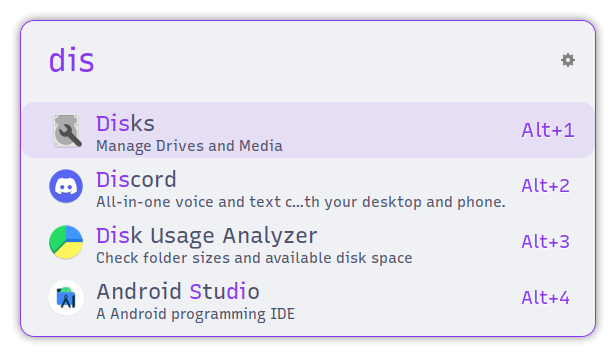 dis
Disks Alt+1
Manage Drives and Media
Discord Alt+2
All-in-one voice and text c...th your desktop and phone.
Disk Usage Analyzer Alt+3
Check folder sizes and available disk space
Android Studio Alt+4
A Android programming IDE